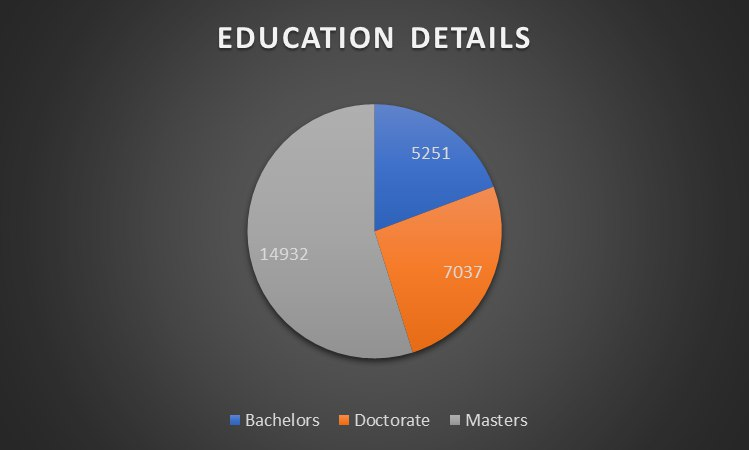 EDUCATION DETAILS
5251
14932
7037
Bachelors Doctorate Masters